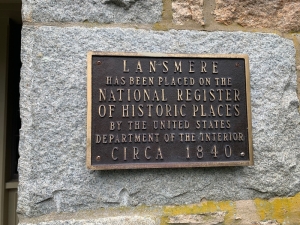 LANSMERE
HAS BEEN PLACED ON THE
NATIONAL REGISTER
OF HISTORIC PLACES
BY THE UNITED STATES
DEPARTMENT OF THE INTERIOR
CIRCA 1840